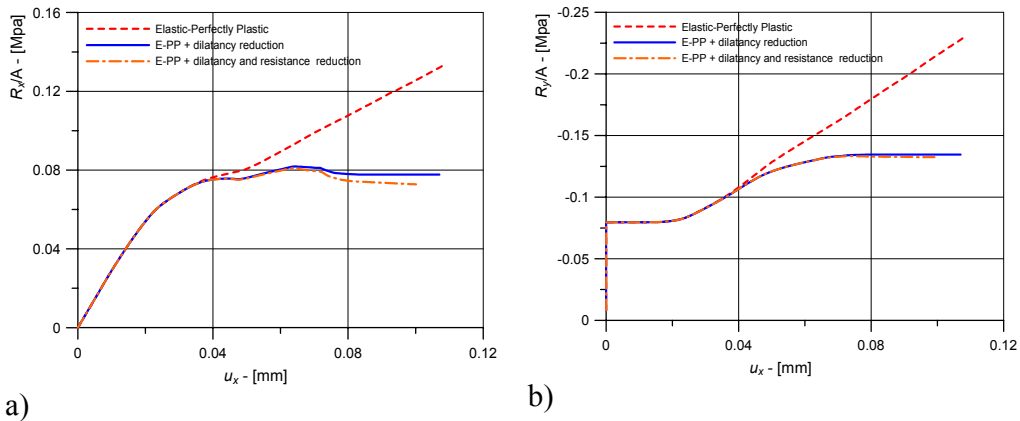 Elastic-Perfectly Plastic
E-PP + dilatancy reduction
E-PP + dilatancy and resistance reduction
Rx/A - [Mpa]
0.16
0.12
0.08
0.04
0
0 0.04 0.08 0.12
ux - [mm]
a)
Elastic-Perfectly Plastic
E-PP + dilatancy reduction
E-PP + dilatancy and resistance reduction
Ry/A - [Mpa]
-0.25
-0.2
-0.15
-0.1
-0.05
0
0 0.04 0.08 0.12
ux - [mm]
b)